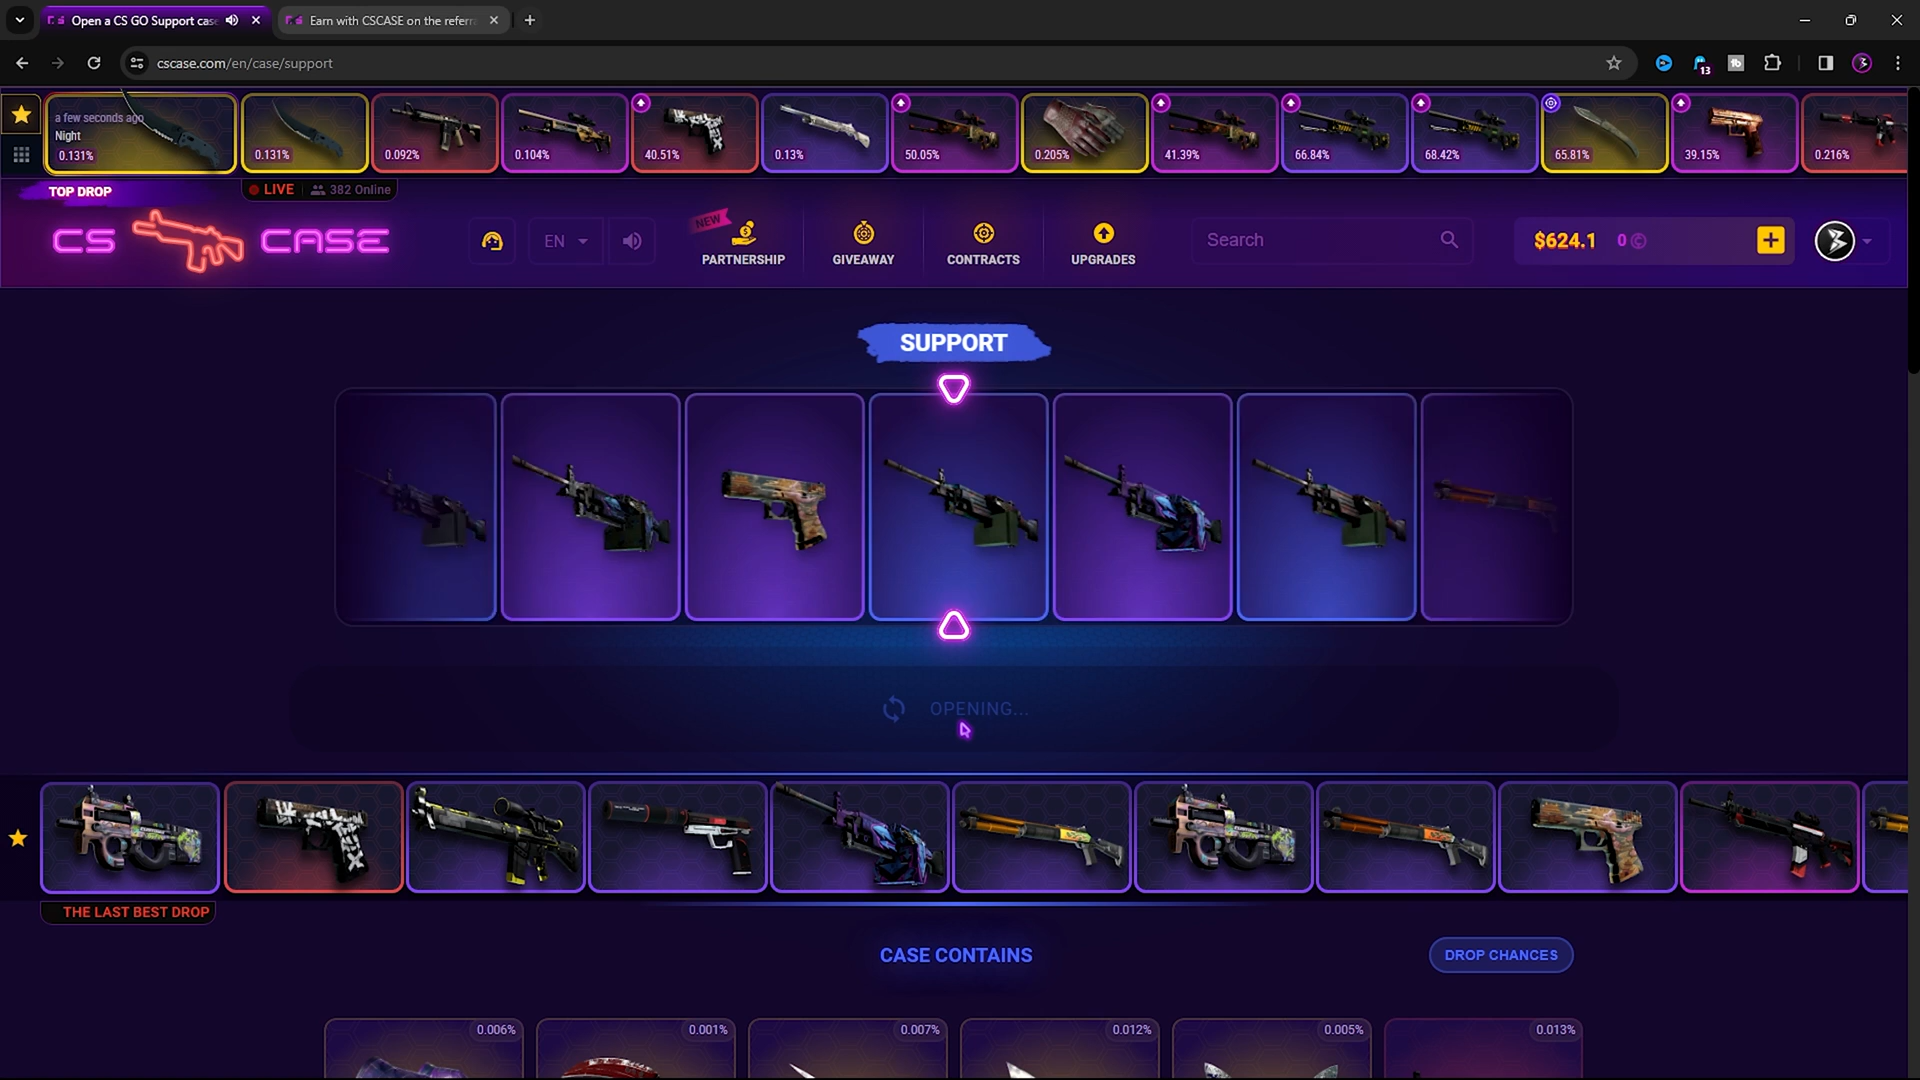 Open a CS GO Support cas
Earn with CSCASE on the referr
cscase.com/en/case/support
13
a few seconds ago
Night
0.131%
0.131%
0.092%
0.104%
40.51%
0.13%
50.05%
0.205%
41.39%
66.84%
68.42%
65.81%
39.15%
0.216%
TOP DROP
LIVE
382 Online
CS CASE
EN
NEW
PARTNERSHIP
GIVEAWAY
CONTRACTS
UPGRADES
Search
$624.1
0
SUPPORT
OPENING...
THE LAST BEST DROP
CASE CONTAINS
DROP CHANCES
0.006%
0.001%
0.007%
0.012%
0.005%
0.013%